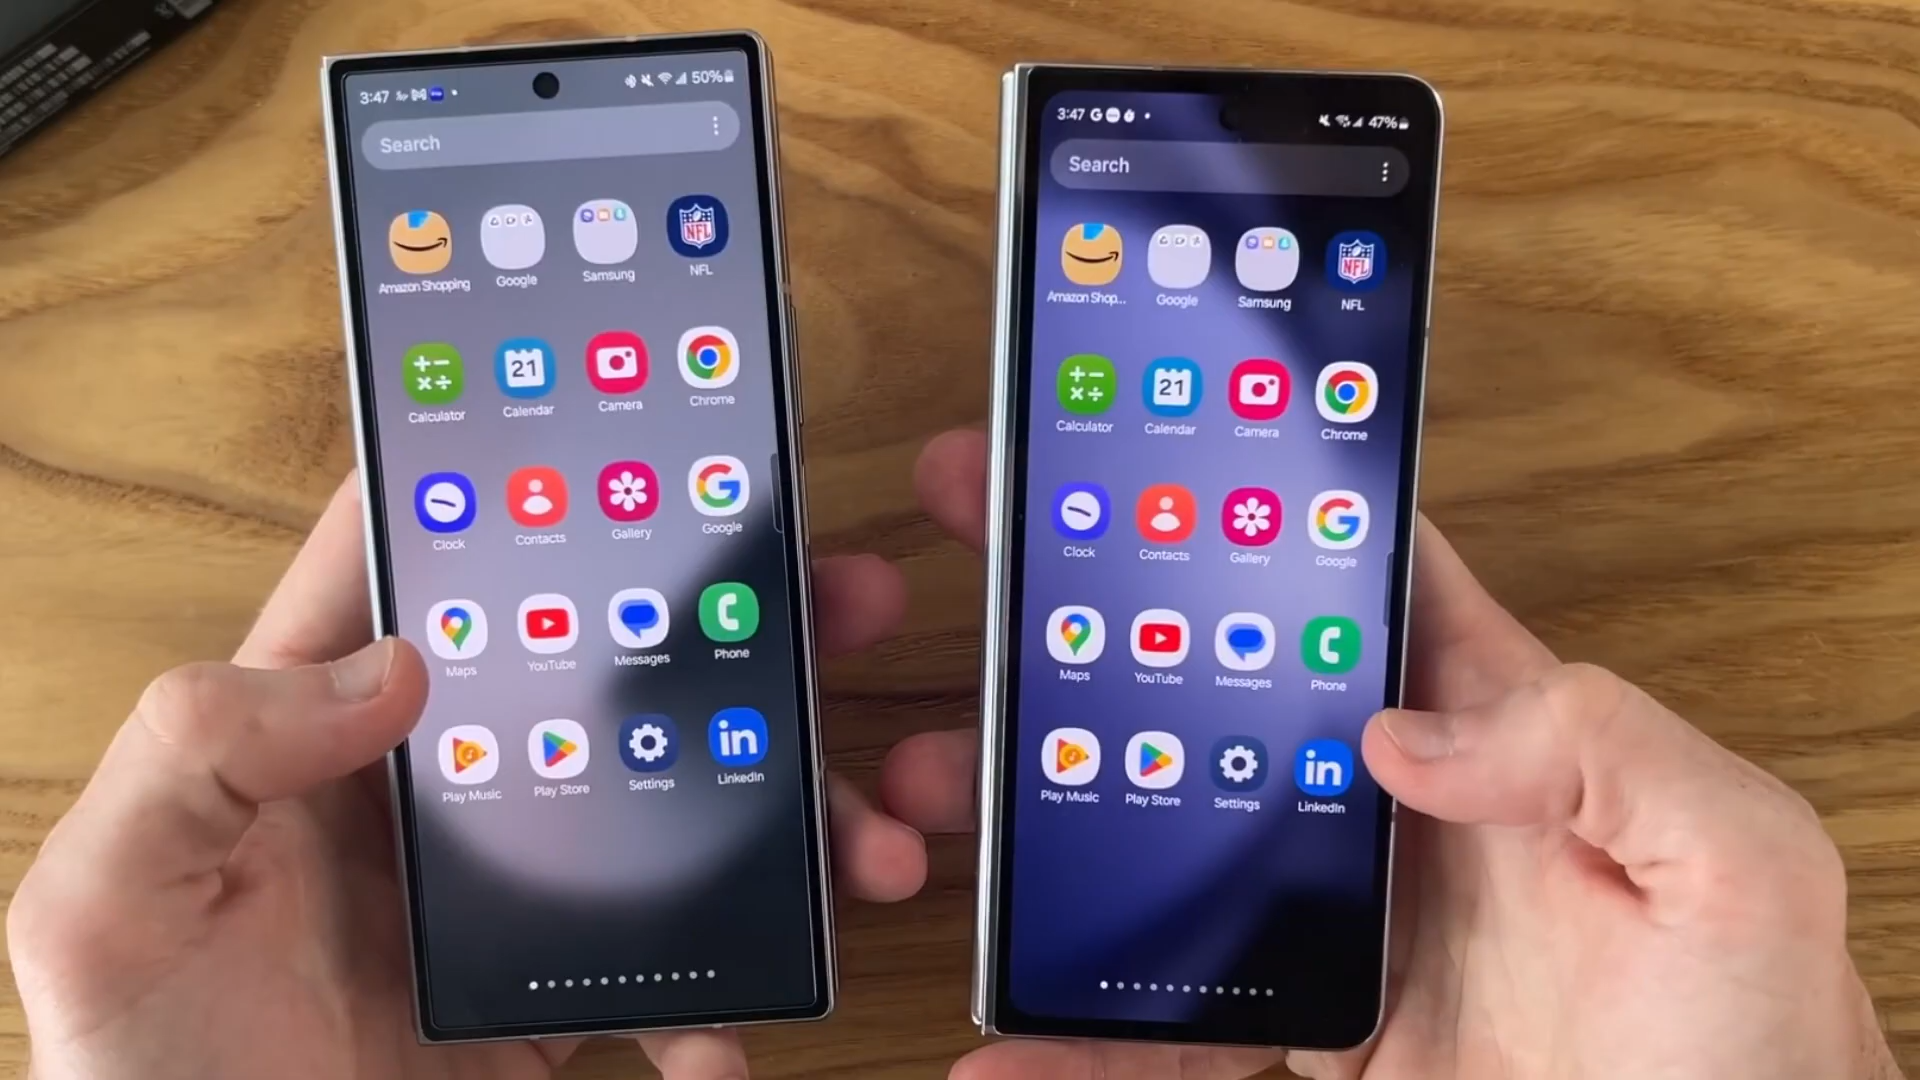 3:47
50%
Search
Amazon Shopping
Google
Samsung
NFL
NFL
Calculator
21
Calendar
Camera
Chrome
Clock
Contacts
Gallery
Google
Maps
YouTube
Messages
Phone
Play Music
Play Store
Settings
in
LinkedIn
3:47 G
47%
Search
Amazon Shop...
Google
Samsung
NFL
NFL
Calculator
21
Calendar
Camera
Chrome
Clock
Contacts
Gallery
Google
Maps
YouTube
Messages
Phone
Play Music
Play Store
Settings
in
LinkedIn